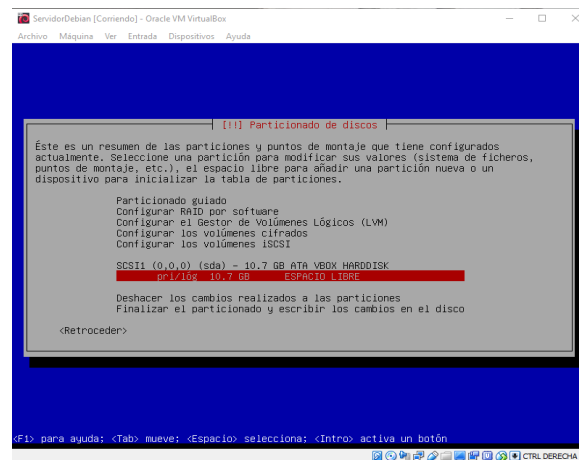 ServidorDebian [Corriendo] - Oracle VM VirtualBox
Archivo Máquina Ver Entrada Dispositivos Ayuda
[!!] Particionado de discos
Éste es un resumen de las particiones y puntos de montaje que tiene configurados
actualmente. Seleccione una partición para modificar sus valores (sistema de ficheros,
puntos de montaje, etc.), el espacio libre para añadir una partición nueva o un
dispositivo para inicializar la tabla de particiones.
Particionado guiado
Configurar RAID por software
Configurar el Gestor de Volúmenes Lógicos (LVM)
Configurar los volúmenes cifrados
Configurar los volúmenes iSCSI
SCSI1 (0,0,0) (sda) - 10.7 GB ATA VBOX HARDDISK
pri/lóg 10.7 GB ESPACIO LIBRE
Deshacer los cambios realizados a las particiones
Finalizar el particionado y escribir los cambios en el disco
<Retroceder>
<F1> para ayuda; <Tab> mueve; <Espacio> selecciona; <Intro> activa un botón
CTRL DERECHA